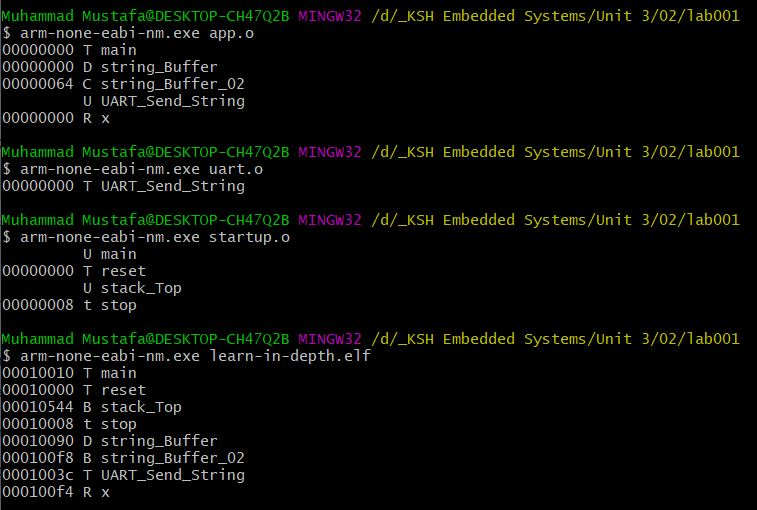 Muhammad Mustafa@DESKTOP-CH47Q2B MINGW32 /d/_KSH Embedded Systems/Unit 3/02/lab001
$ arm-none-eabi-nm.exe app.o
00000000 T main
00000000 D string_Buffer
00000064 C string_Buffer_02
         U UART_Send_String
00000000 R x

Muhammad Mustafa@DESKTOP-CH47Q2B MINGW32 /d/_KSH Embedded Systems/Unit 3/02/lab001
$ arm-none-eabi-nm.exe uart.o
00000000 T UART_Send_String

Muhammad Mustafa@DESKTOP-CH47Q2B MINGW32 /d/_KSH Embedded Systems/Unit 3/02/lab001
$ arm-none-eabi-nm.exe startup.o
         U main
00000000 T reset
         U stack_Top
00000008 t stop

Muhammad Mustafa@DESKTOP-CH47Q2B MINGW32 /d/_KSH Embedded Systems/Unit 3/02/lab001
$ arm-none-eabi-nm.exe learn-in-depth.elf
00010010 T main
00010000 T reset
00010544 B stack_Top
00010008 t stop
00010090 D string_Buffer
000100f8 B string_Buffer_02
0001003c T UART_Send_String
000100f4 R x